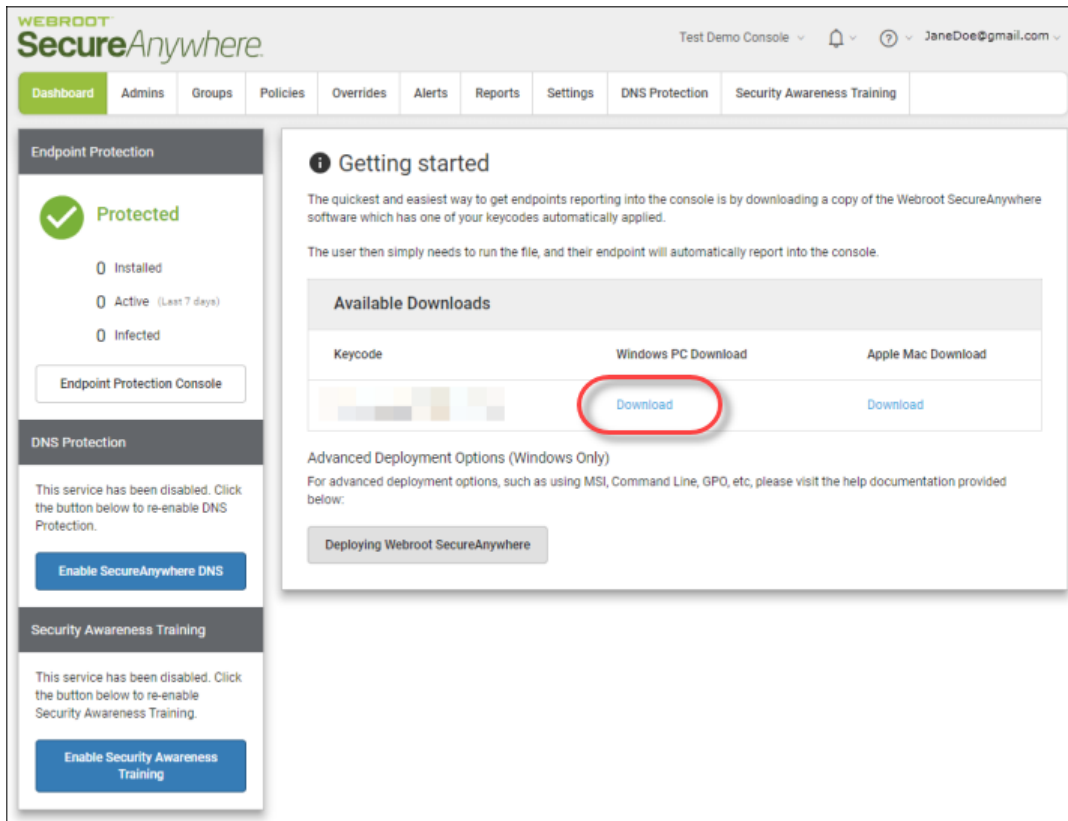 WEBROOT
SecureAnywhere.
Test Demo Console
JaneDoe@gmail.com
Dashboard
Admins
Groups
Policies
Overrides
Alerts
Reports
Settings
DNS Protection
Security Awareness Training
Endpoint Protection
Protected
0 Installed
0 Active (Last 7 days)
0 Infected
Endpoint Protection Console
DNS Protection
This service has been disabled. Click
the button below to re-enable DNS
Protection.
Enable SecureAnywhere DNS
Security Awareness Training
This service has been disabled. Click
the button below to re-enable
Security Awareness Training.
Enable Security Awareness
Training
Getting started
The quickest and easiest way to get endpoints reporting into the console is by downloading a copy of the Webroot SecureAnywhere
software which has one of your keycodes automatically applied.
The user then simply needs to run the file, and their endpoint will automatically report into the console.
Available Downloads
Keycode
Windows PC Download
Apple Mac Download
Download
Download
Advanced Deployment Options (Windows Only)
For advanced deployment options, such as using MSI, Command Line, GPO, etc, please visit the help documentation provided
below:
Deploying Webroot SecureAnywhere